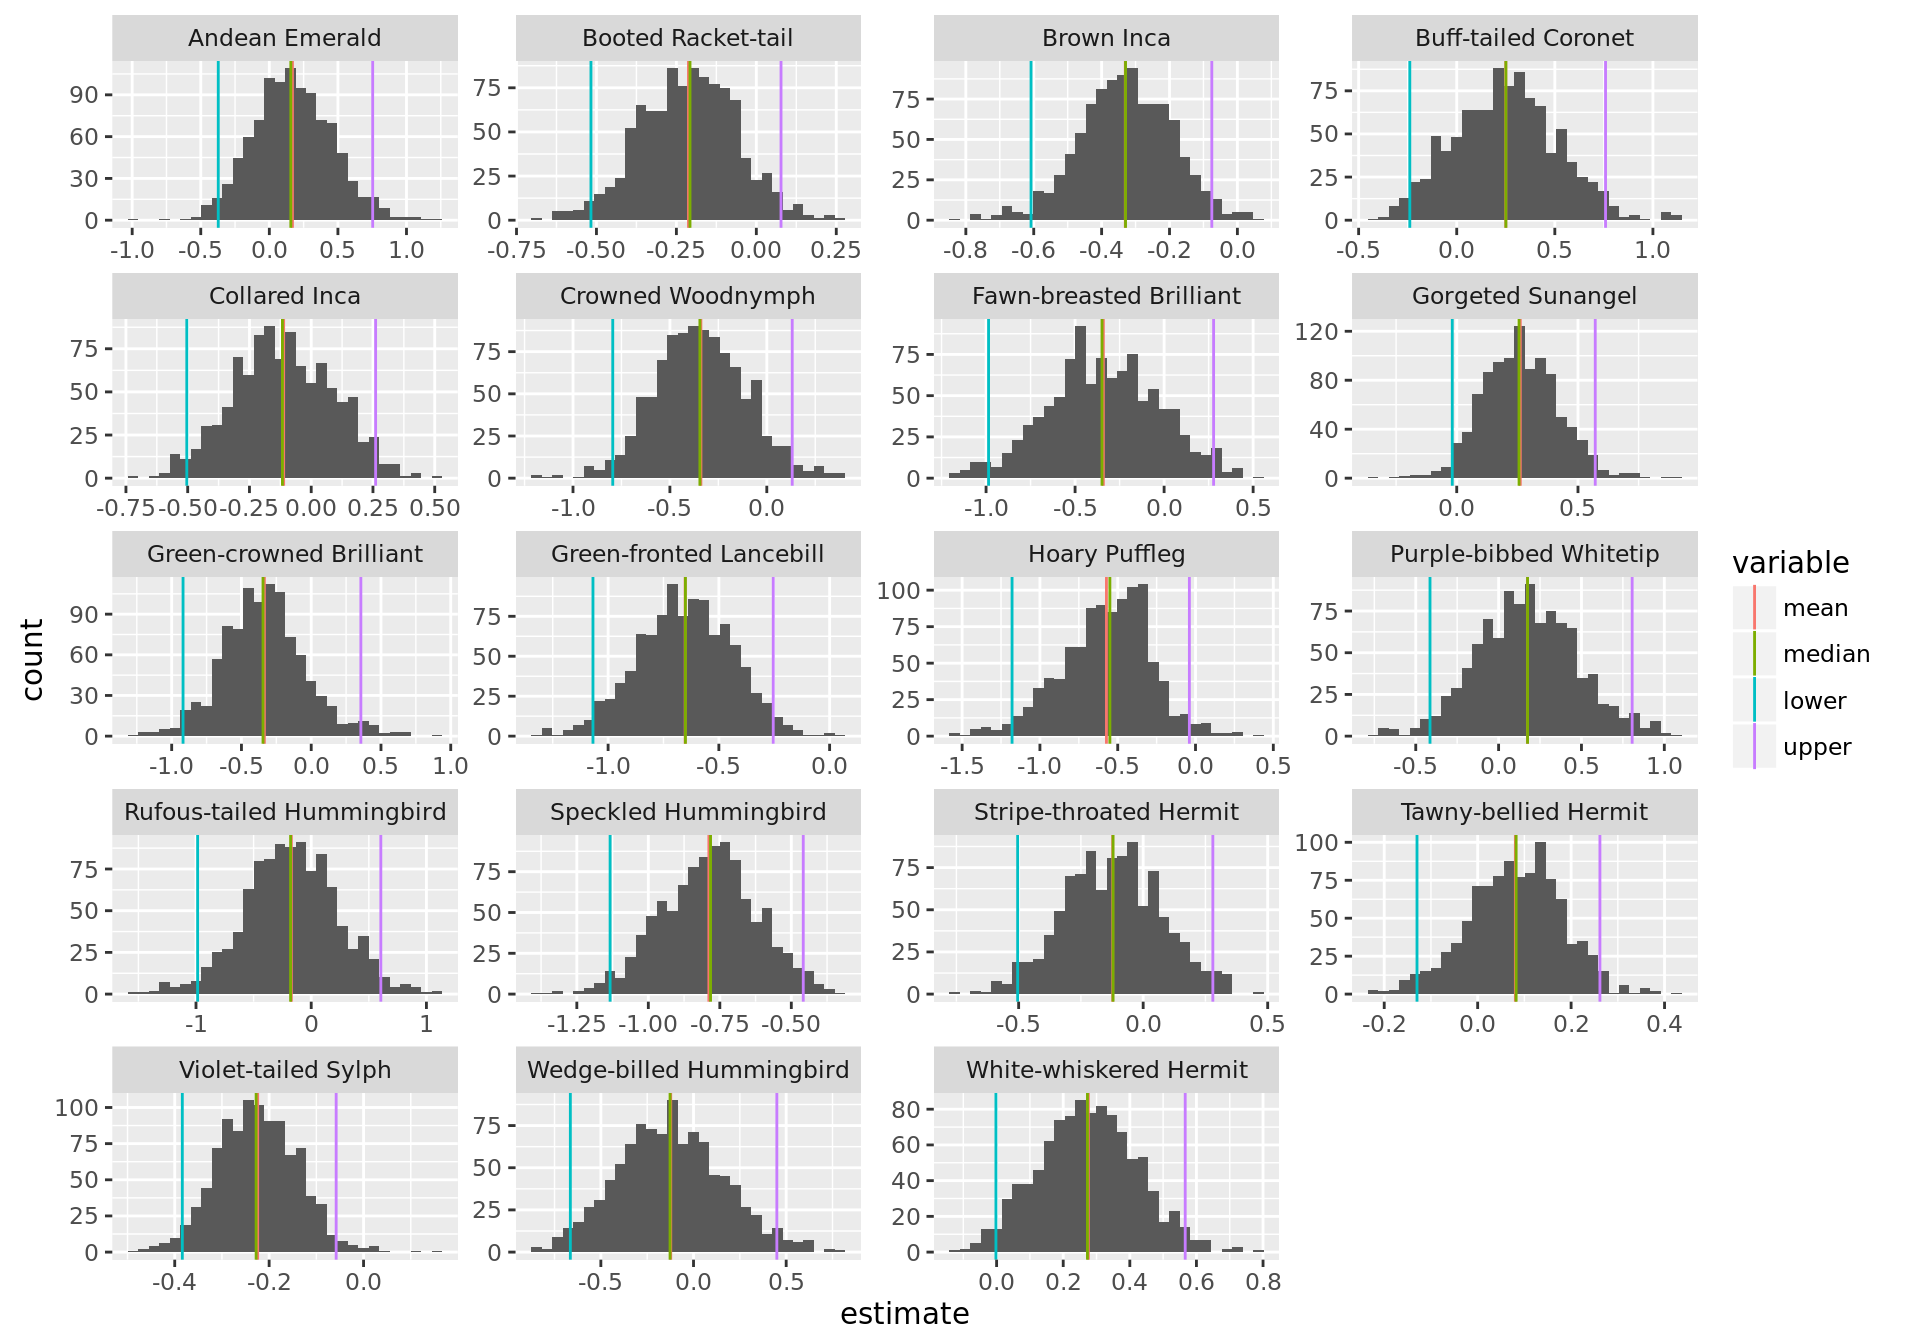 Andean Emerald Booted Racket-tail Brown Inca Buff-tailed Coronet
90 60 30 0
75 50 25 0
75 50 25 0
75 50 25 0
-1.0 -0.5 0.0 0.5 1.0
-0.75 -0.50 -0.25 0.00 0.25
-0.8 -0.6 -0.4 -0.2 0.0
-0.5 0.0 0.5 1.0
Collared Inca Crowned Woodnymph Fawn-breasted Brilliant Gorgeted Sunangel
75 50 25 0
75 50 25 0
75 50 25 0
120 80 40 0
-0.75 -0.50 -0.25 0.00 0.25 0.50
-1.0 -0.5 0.0
-1.0 -0.5 0.0 0.5
0.0 0.5
Green-crowned Brilliant Green-fronted Lancebill Hoary Puffleg Purple-bibbed Whitetip
90 60 30 0
75 50 25 0
100 75 50 25 0
75 50 25 0
-1.0 -0.5 0.0 0.5 1.0
-1.0 -0.5 0.0
-1.5 -1.0 -0.5 0.0 0.5
-0.5 0.0 0.5 1.0
Rufous-tailed Hummingbird Speckled Hummingbird Stripe-throated Hermit Tawny-bellied Hermit
75 50 25 0
75 50 25 0
75 50 25 0
100 75 50 25 0
-1 0 1
-1.25 -1.00 -0.75 -0.50
-0.5 0.0 0.5
-0.2 0.0 0.2 0.4
Violet-tailed Sylph Wedge-billed Hummingbird White-whiskered Hermit
100 75 50 25 0
75 50 25 0
80 60 40 20 0
-0.4 -0.2 0.0
-0.5 0.0 0.5
0.0 0.2 0.4 0.6 0.8
count
estimate
variable
mean
median
lower
upper